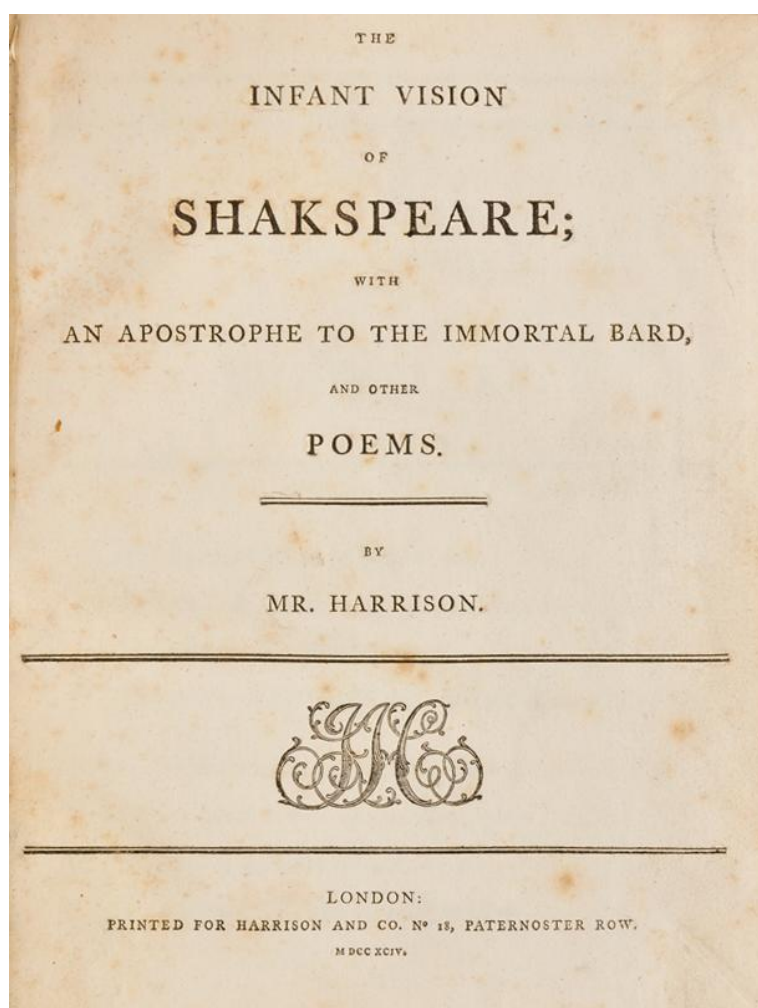 THE
INFANT VISION
OF
SHAKSPEARE;
WITH
AN APOSTROPHE TO THE IMMORTAL BARD,
AND OTHER
POEMS.
BY
MR. HARRISON.
LONDON:
PRINTED FOR HARRISON AND CO. Nº 18, PATERNOSTER ROW.
M DCC XCIV.